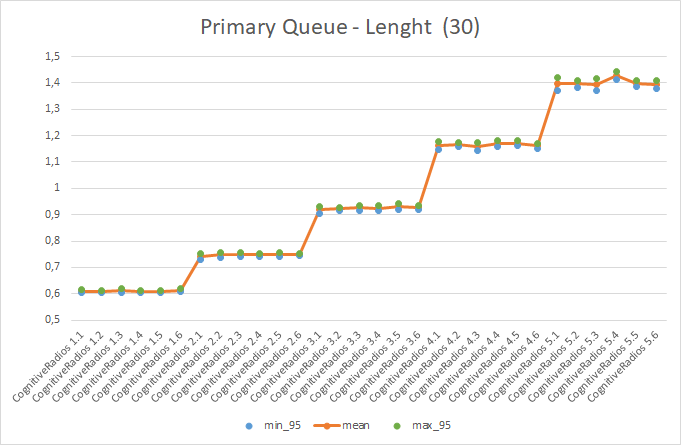 Primary Queue - Lenght (30)
1,5
1,4
1,3
1,2
1,1
1
0,9
0,8
0,7
0,6
0,5
CognitiveRadios 1.1
CognitiveRadios 1.2
CognitiveRadios 1.3
CognitiveRadios 1.4
CognitiveRadios 1.5
CognitiveRadios 1.6
CognitiveRadios 2.1
CognitiveRadios 2.2
CognitiveRadios 2.3
CognitiveRadios 2.4
CognitiveRadios 2.5
CognitiveRadios 2.6
CognitiveRadios 3.1
CognitiveRadios 3.2
CognitiveRadios 3.3
CognitiveRadios 3.4
CognitiveRadios 3.5
CognitiveRadios 3.6
CognitiveRadios 4.1
CognitiveRadios 4.2
CognitiveRadios 4.3
CognitiveRadios 4.4
CognitiveRadios 4.5
CognitiveRadios 4.6
CognitiveRadios 5.1
CognitiveRadios 5.2
CognitiveRadios 5.3
CognitiveRadios 5.4
CognitiveRadios 5.5
CognitiveRadios 5.6
min_95 mean max_95